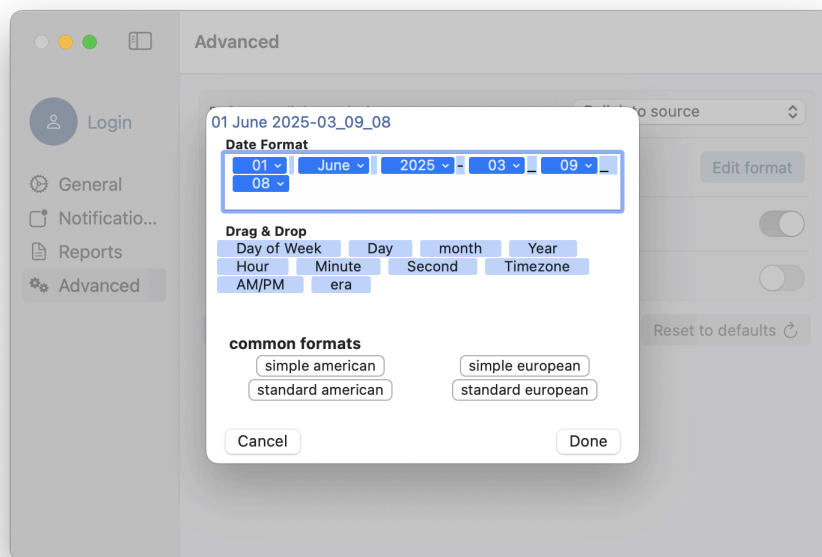 Advanced
Login
General
Notificatio...
Reports
Advanced
to source
Edit format
Reset to defaults
01 June 2025-03_09_08
Date Format
01 June 2025 - 03 _ 09 _
08
Drag & Drop
Day of Week Day month Year
Hour Minute Second Timezone
AM/PM era
common formats
simple american simple european
standard american standard european
Cancel Done